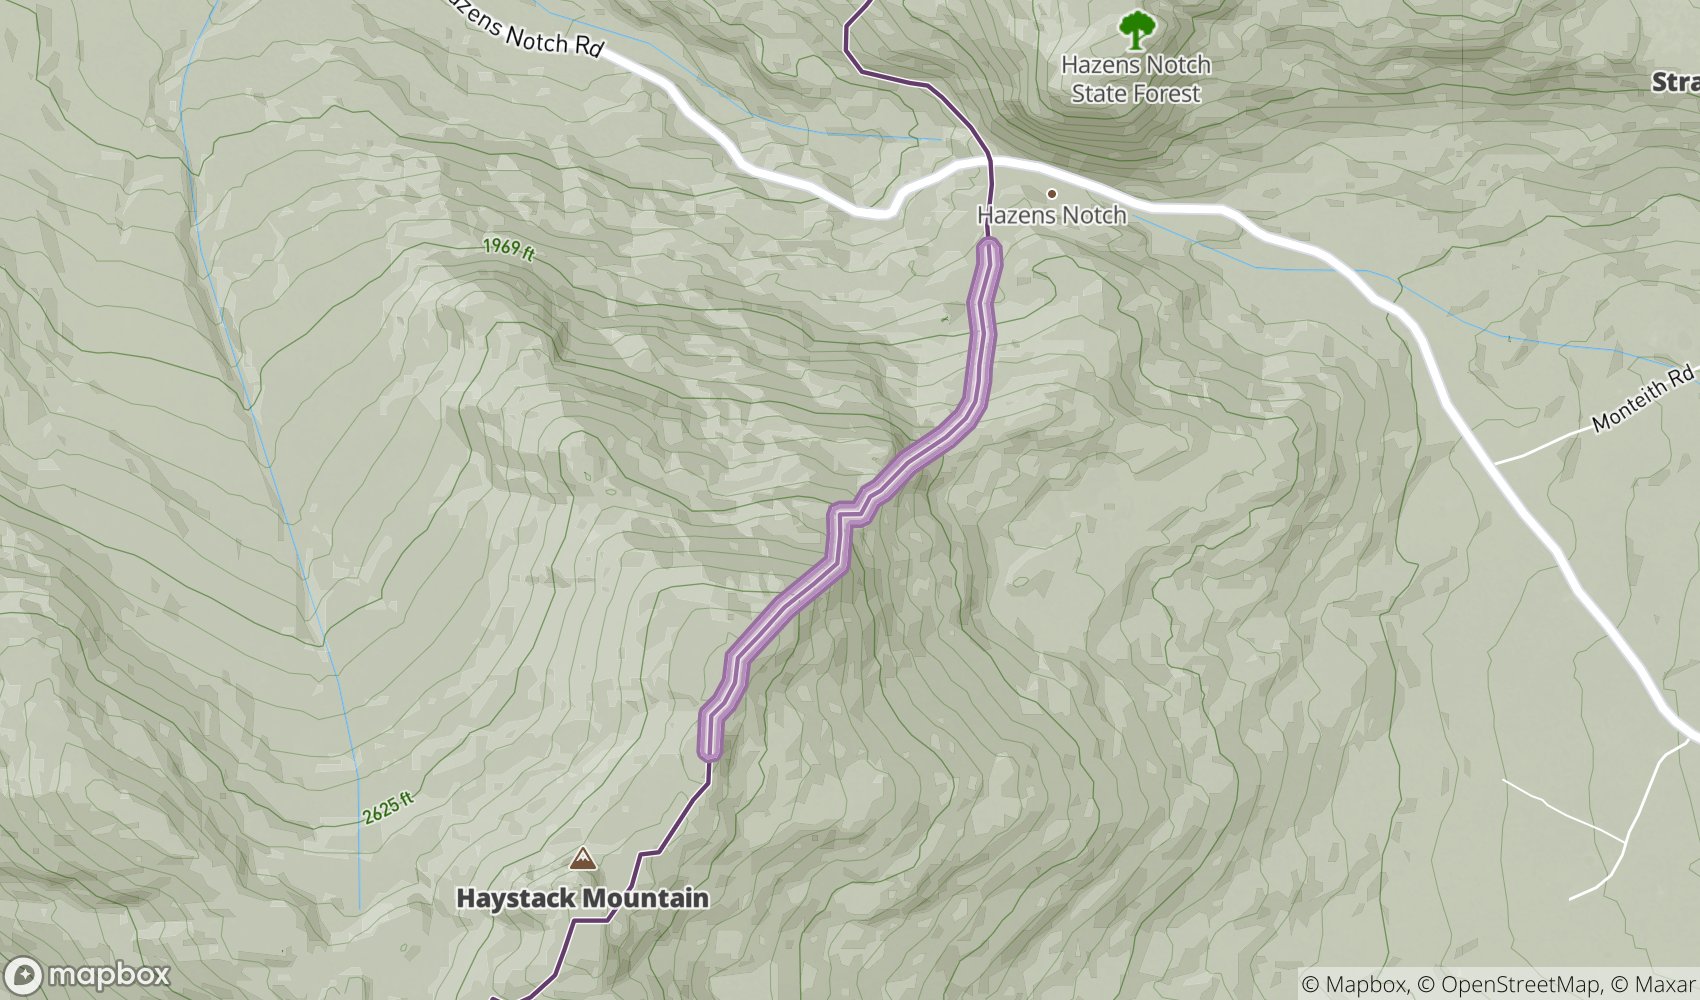 Hazens Notch Rd
Hazens Notch
State Forest
Hazens Notch
1969 ft
Monteith Rd
2625 ft
Haystack Mountain
mapbox
© Mapbox, © OpenStreetMap, © Maxar